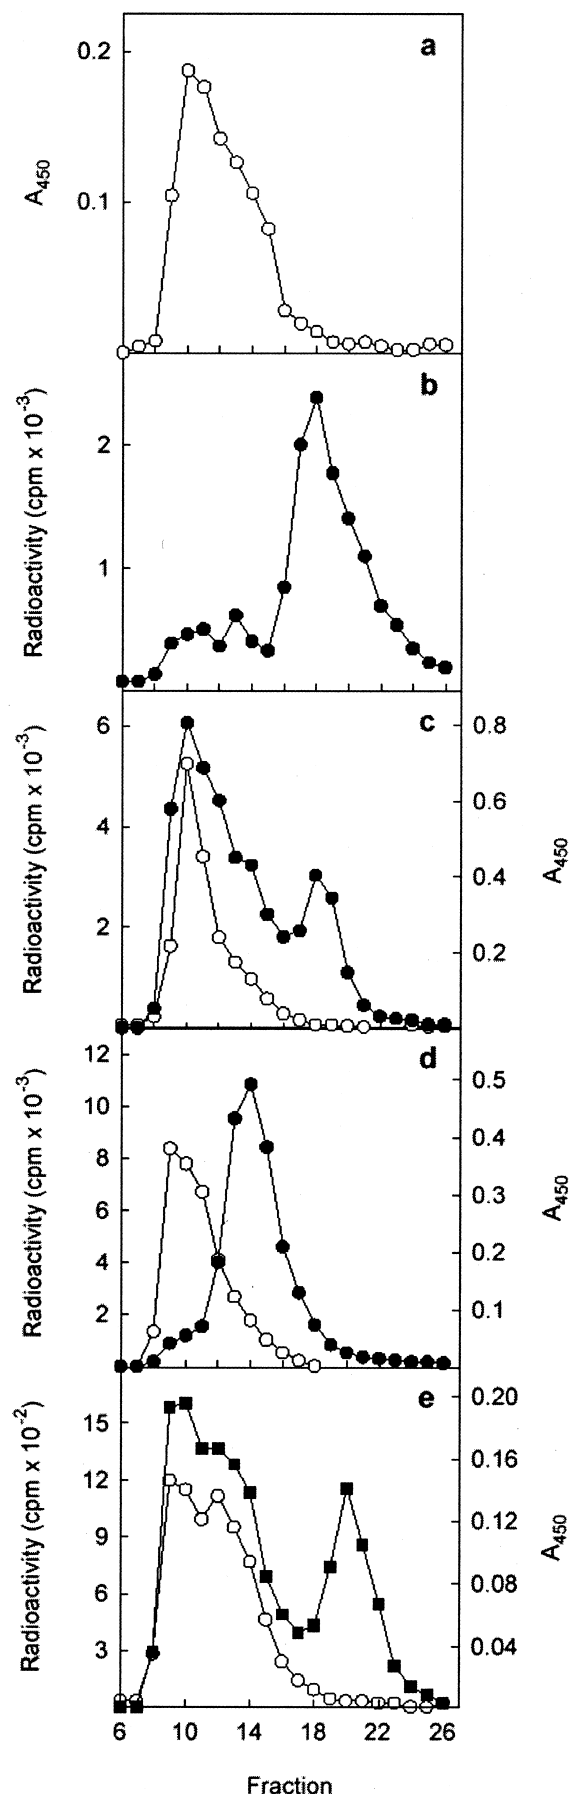 a
0.2
0.1
A450
b
2
1
Radioactivity (cpm x 10-3)
c
6
4
2
Radioactivity (cpm x 10-3)
0.8
0.6
0.4
0.2
A450
d
12
10
8
6
4
2
Radioactivity (cpm x 10-3)
0.5
0.4
0.3
0.2
0.1
A450
e
15
12
9
6
3
Radioactivity (cpm x 10-2)
0.20
0.16
0.12
0.08
0.04
A450
6 10 14 18 22 26
Fraction